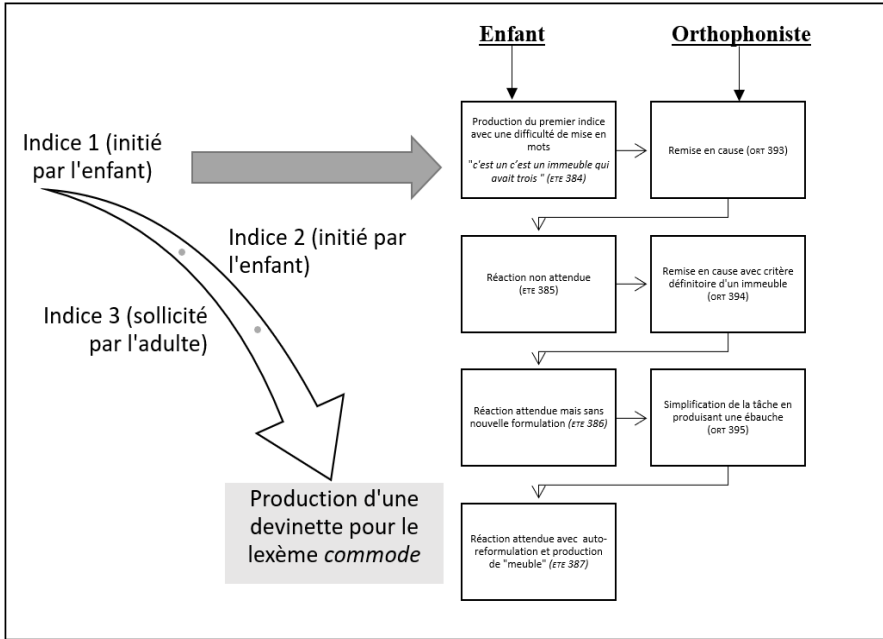 Indice 1 (initié
par l'enfant)
Indice 2 (initié par
l'enfant)
Indice 3 (sollicité
par l'adulte)
Production d'une
devinette pour le
lexème commode
Enfant
Orthophoniste
Production du premier indice
avec une difficulté de mise en
mots
"c'est un c'est un immeuble qui
avait trois " (ETE 384)
Remise en cause (ORT 393)
Réaction non attendue
(ETE 385)
Remise en cause avec critère
définitoire d'un immeuble
(ORT 394)
Réaction attendue mais sans
nouvelle formulation (ETE 386)
Simplification de la tâche en
produisant une ébauche
(ORT 395)
Réaction attendue avec auto-
reformulation et production
de "meuble" (ETE 387)